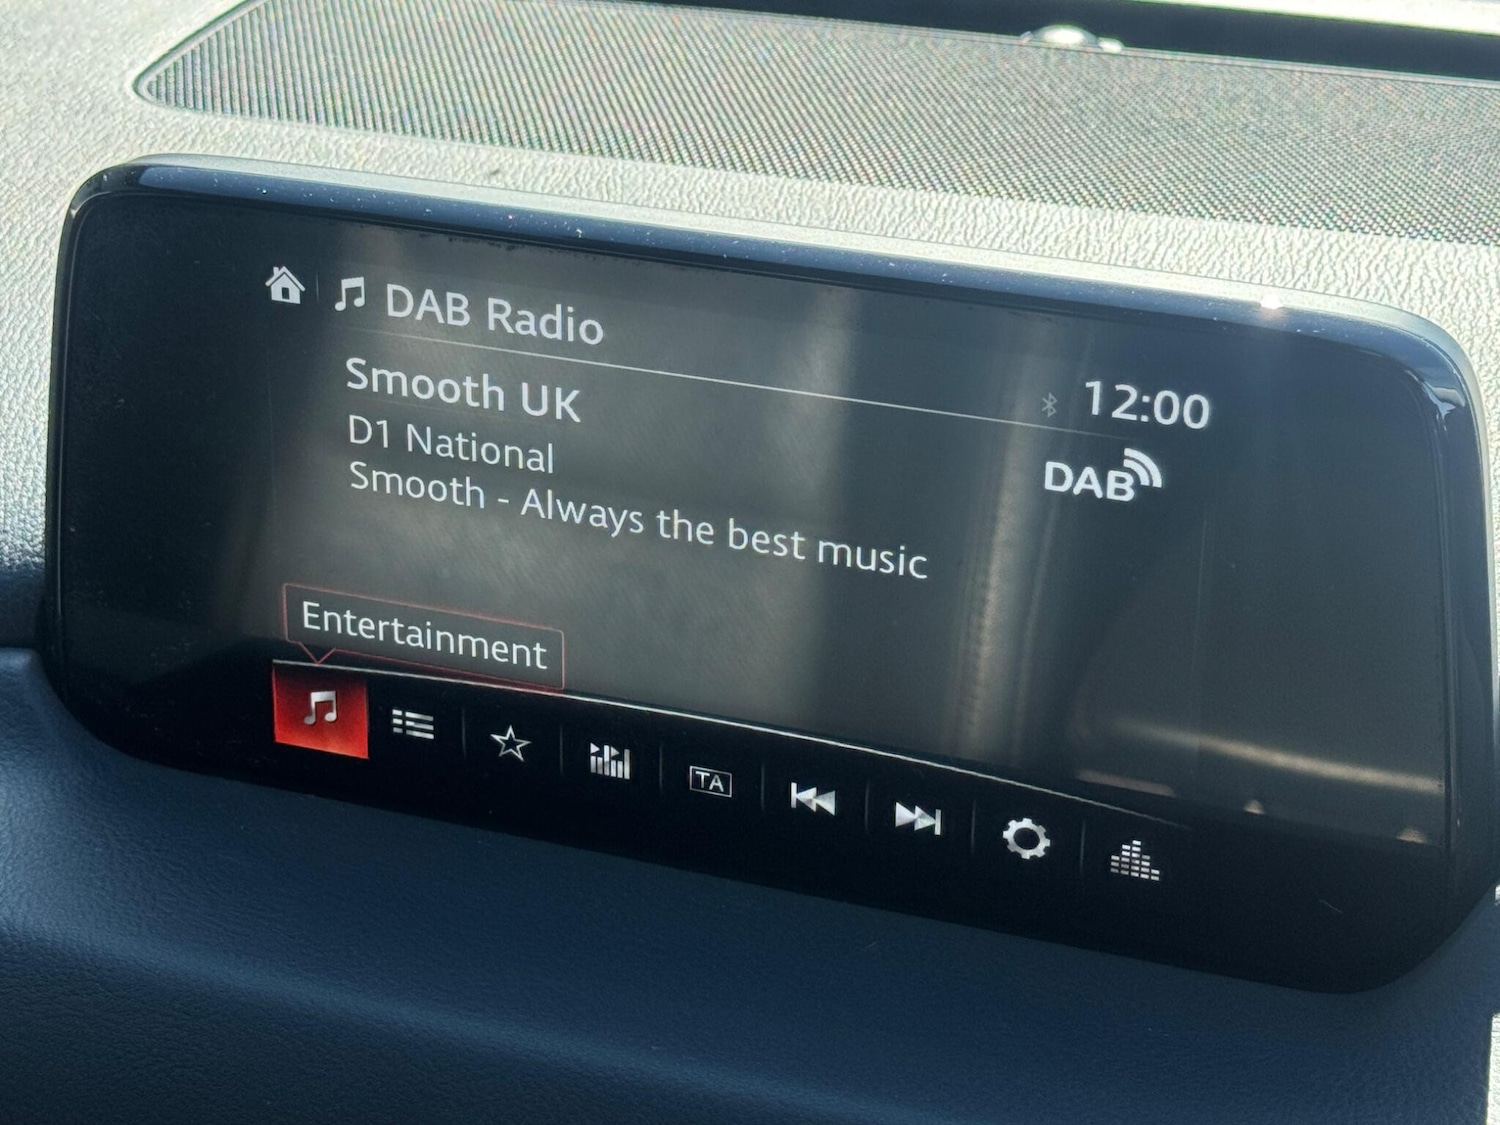 DAB Radio
12:00
Smooth UK
DAB
D1 National
Smooth - Always the best music
Entertainment
TA